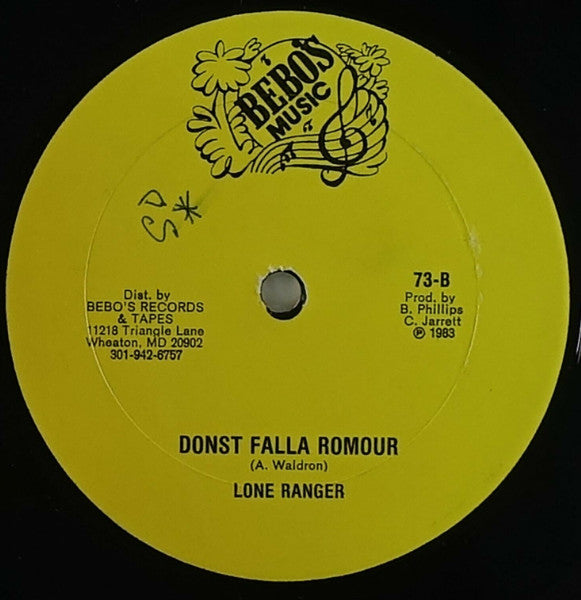 BEBO'S
MUSIC
CD
S*
Dist. by
BEBO'S RECORDS
& TAPES
11218 Triangle Lane
Wheaton, MD 20902
301-942-6757
73-B
Prod. by
B. Phillips
C. Jarrett
℗ 1983
DONST FALLA ROMOUR
(A. Waldron)
LONE RANGER